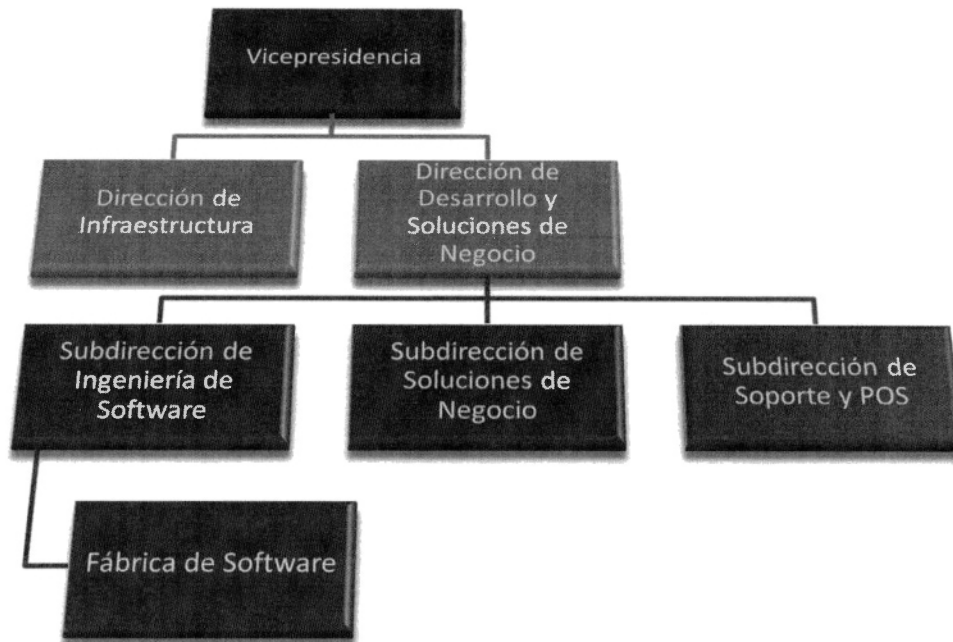 Vicepresidencia
Dirección de
Infraestructura
Dirección de
Desarrollo y
Soluciones de
Negocio
Subdirección de
Ingeniería de
Software
Subdirección de
Soluciones de
Negocio
Subdirección de
Soporte y POS
Fábrica de Software